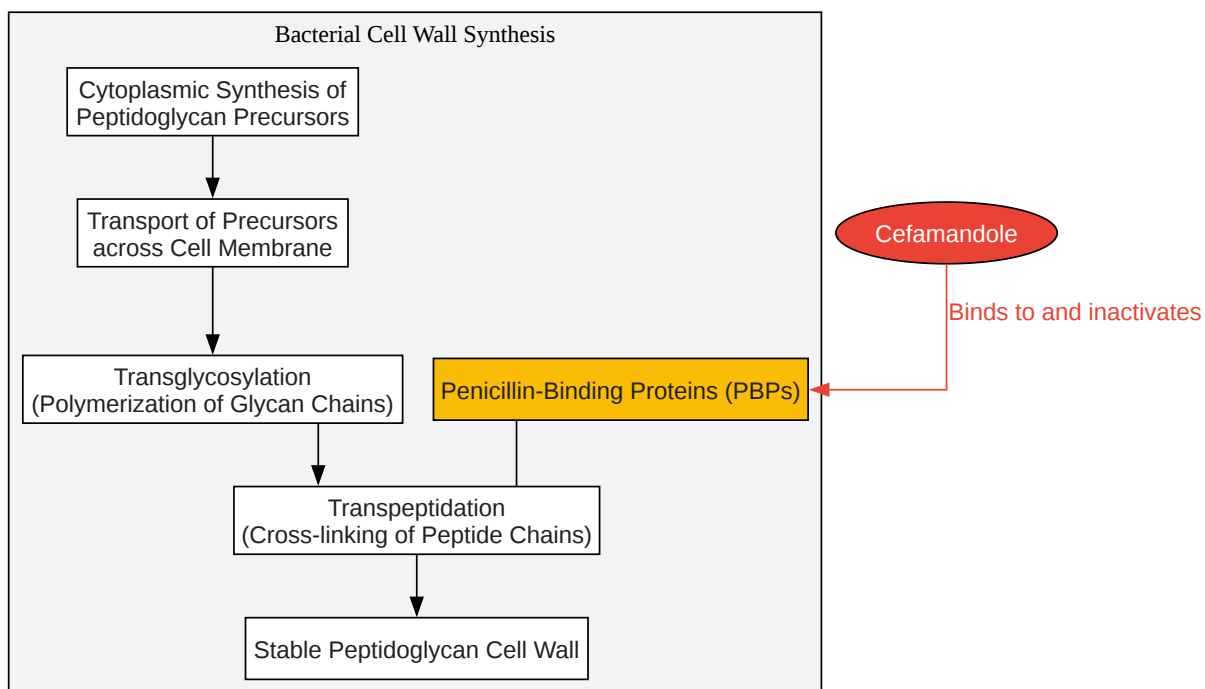 Bacterial Cell Wall Synthesis
Cytoplasmic Synthesis of
Peptidoglycan Precursors
Transport of Precursors
across Cell Membrane
Cefamandole
Binds to and inactivates
Transglycosylation
(Polymerization of Glycan Chains)
Penicillin-Binding Proteins (PBPs)
Transpeptidation
(Cross-linking of Peptide Chains)
Stable Peptidoglycan Cell Wall